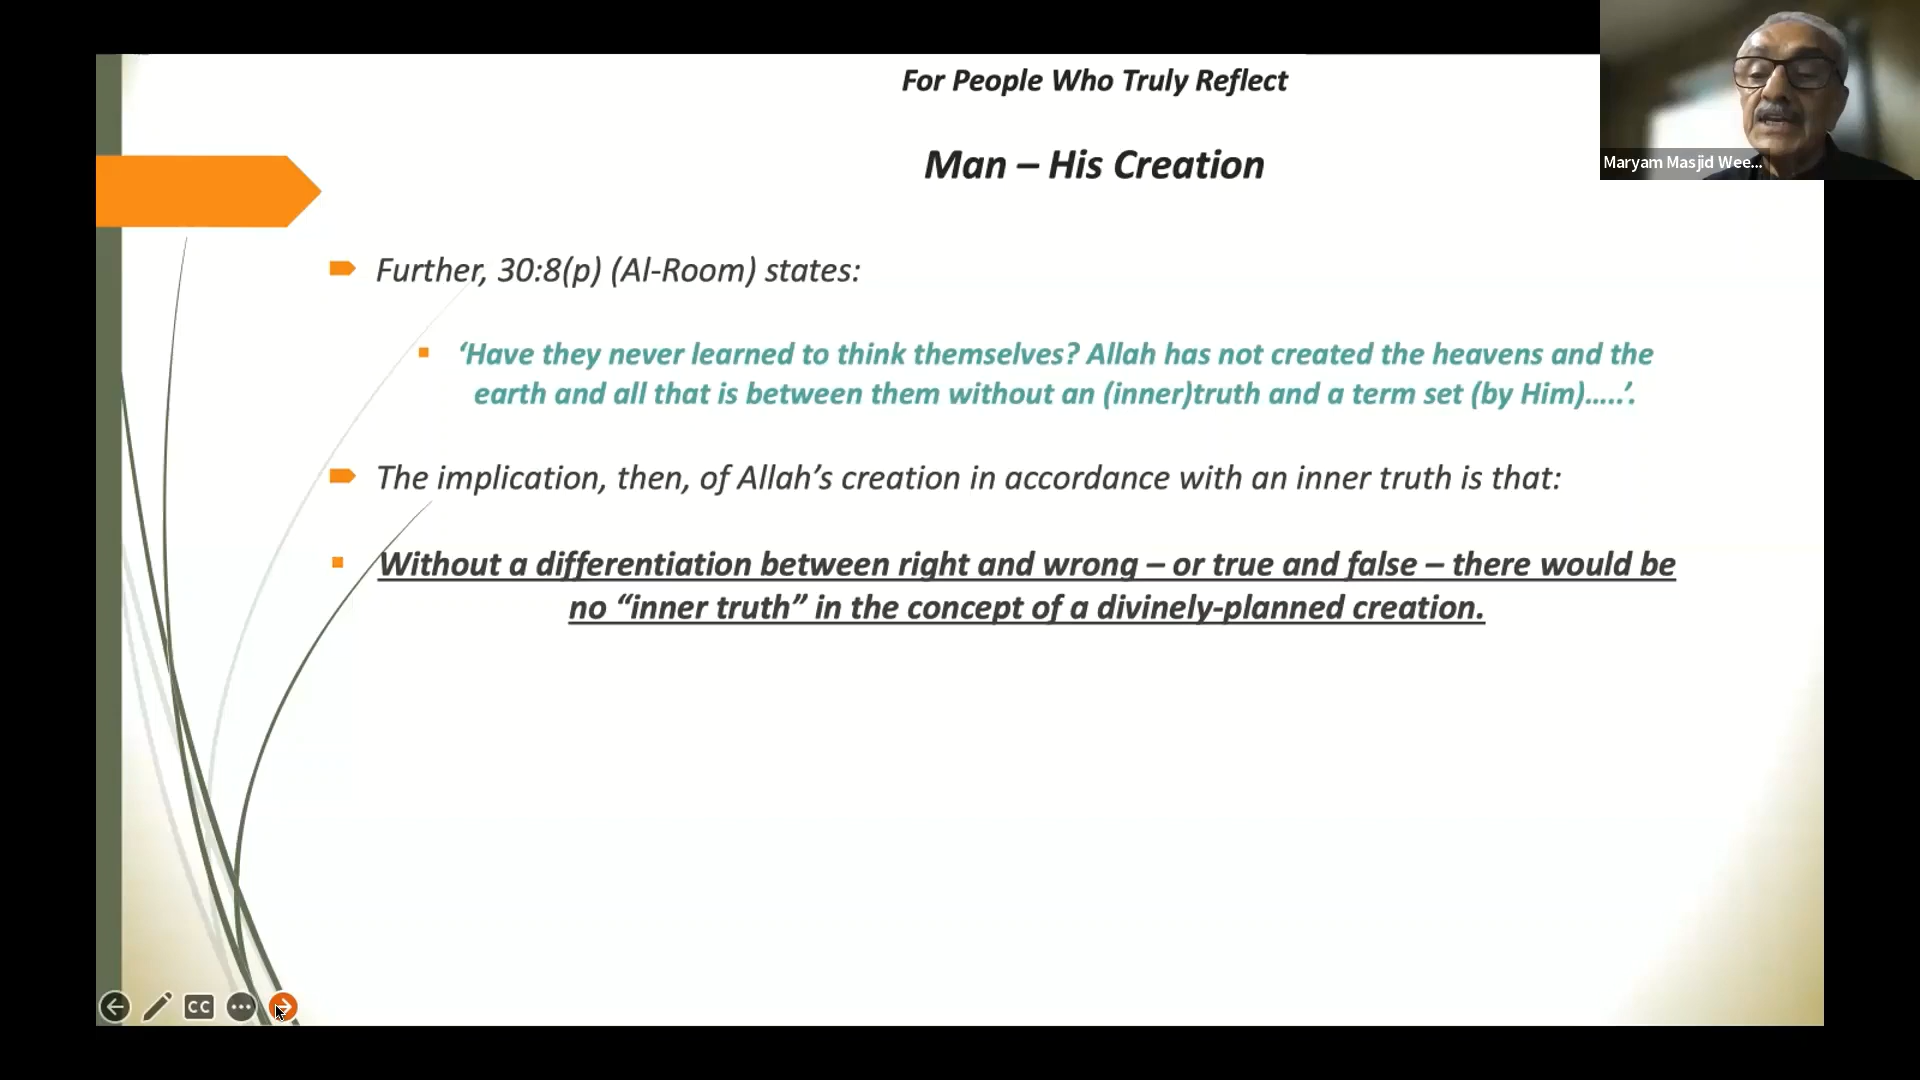 For People Who Truly Reflect
Man – His Creation
Maryam Masjid Wee...
Further, 30:8(p) (Al-Room) states:
‘Have they never learned to think themselves? Allah has not created the heavens and the
earth and all that is between them without an (inner)truth and a term set (by Him)…..’.
The implication, then, of Allah’s creation in accordance with an inner truth is that:
Without a differentiation between right and wrong – or true and false – there would be
no “inner truth” in the concept of a divinely-planned creation.
CC